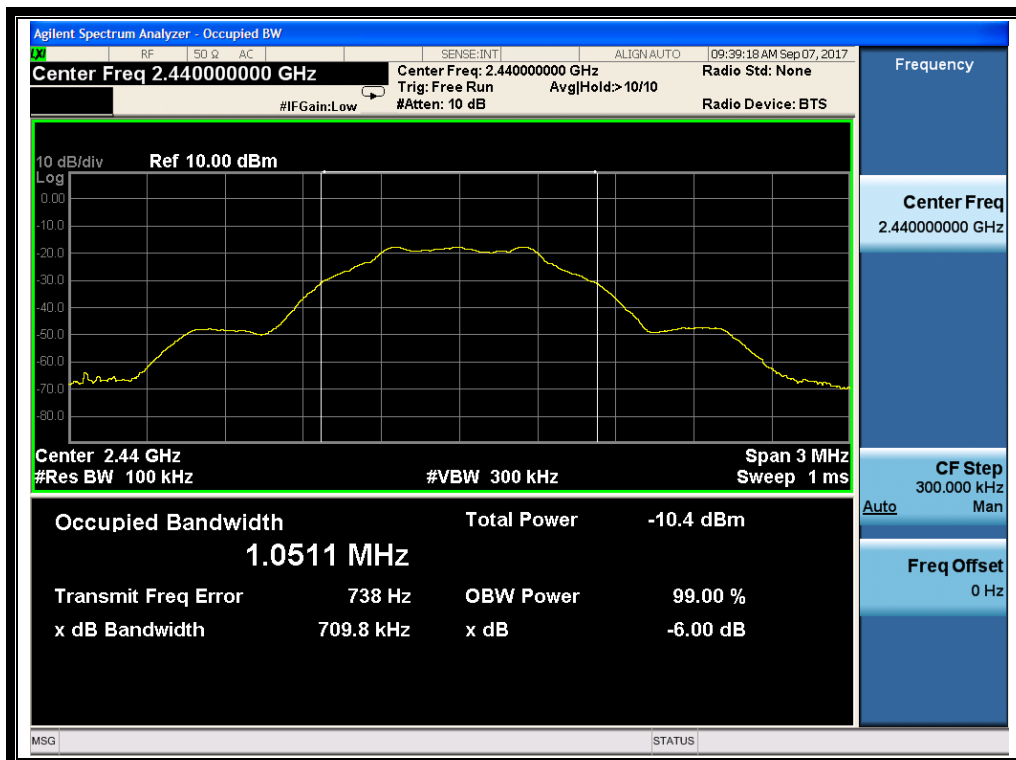 Agilent Spectrum Analyzer - Occupied BW
LXI RF 50 Ω AC SENSE:INT ALIGN AUTO 09:39:18 AM Sep 07, 2017
Center Freq 2.440000000 GHz
Center Freq: 2.440000000 GHz
Radio Std: None
Trig: Free Run Avg|Hold:> 10/10
#IFGain:Low
#Atten: 10 dB
Radio Device: BTS
10 dB/div Ref 10.00 dBm
Log
0.00
-10.0
-20.0
-30.0
-40.0
-50.0
-60.0
-70.0
-80.0
Center 2.44 GHz Span 3 MHz
#Res BW 100 kHz #VBW 300 kHz Sweep 1 ms
Occupied Bandwidth Total Power -10.4 dBm
1.0511 MHz
Transmit Freq Error 738 Hz OBW Power 99.00 %
x dB Bandwidth 709.8 kHz x dB -6.00 dB
MSG STATUS
Frequency
Center Freq
2.440000000 GHz
CF Step
300.000 kHz
Auto Man
Freq Offset
0 Hz